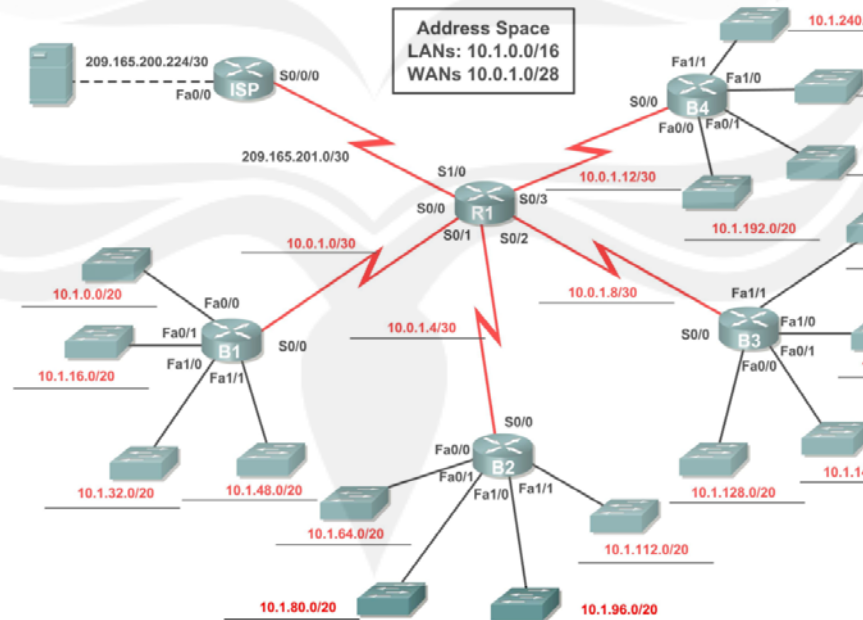 Address Space
LANs: 10.1.0.0/16
WANs 10.0.1.0/28
10.1.240.
209.165.200.224/30
S0/0/0
Fa0/0
ISP
Fa1/1
Fa1/0
S0/0
B4
Fa0/0
Fa0/1
209.165.201.0/30
S1/0
10.0.1.12/30
S0/0
R1
S0/3
10.1.192.0/20
S0/1
S0/2
10.0.1.0/30
10.1.0.0/20
Fa0/0
10.0.1.8/30
Fa1/1
Fa0/1
B1
S0/0
10.0.1.4/30
S0/0
B3
Fa1/0
10.1.16.0/20
Fa1/0
Fa1/1
Fa0/0
Fa0/1
S0/0
Fa0/0
B2
Fa0/1
Fa1/0
Fa1/1
10.1.32.0/20
10.1.48.0/20
10.1.128.0/20
10.1.14
10.1.64.0/20
10.1.112.0/20
10.1.80.0/20
10.1.96.0/20